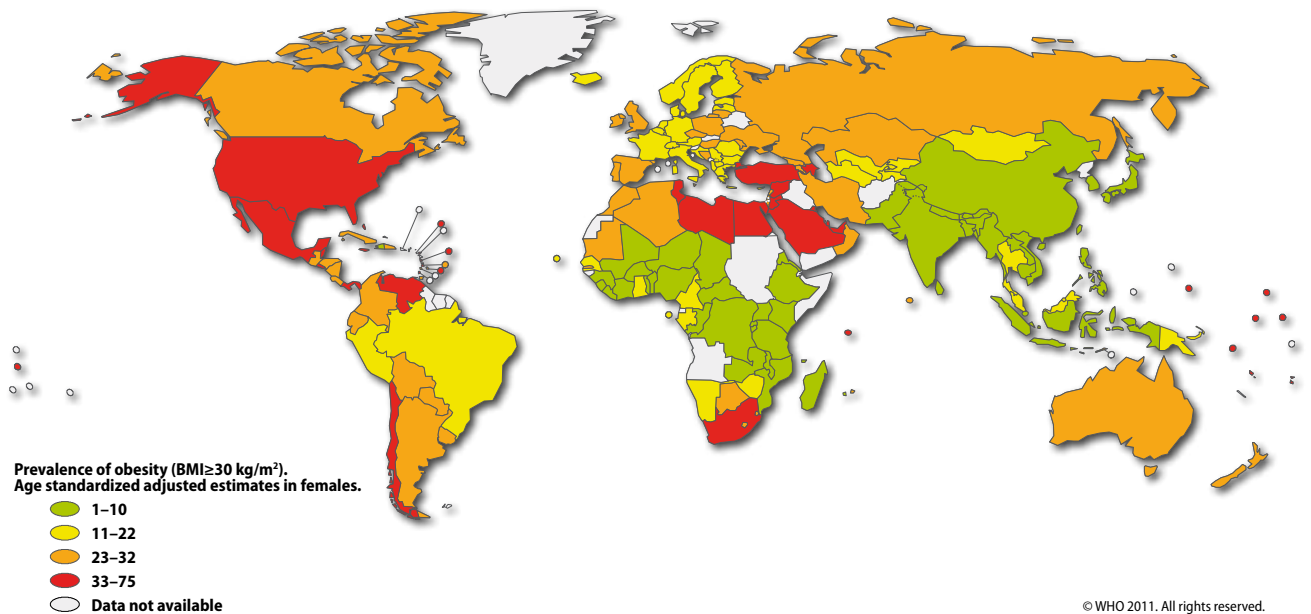 Prevalence of obesity (BMI≥30 kg/m²).
Age standardized adjusted estimates in females.
1–10
11–22
23–32
33–75
Data not available
© WHO 2011. All rights reserved.